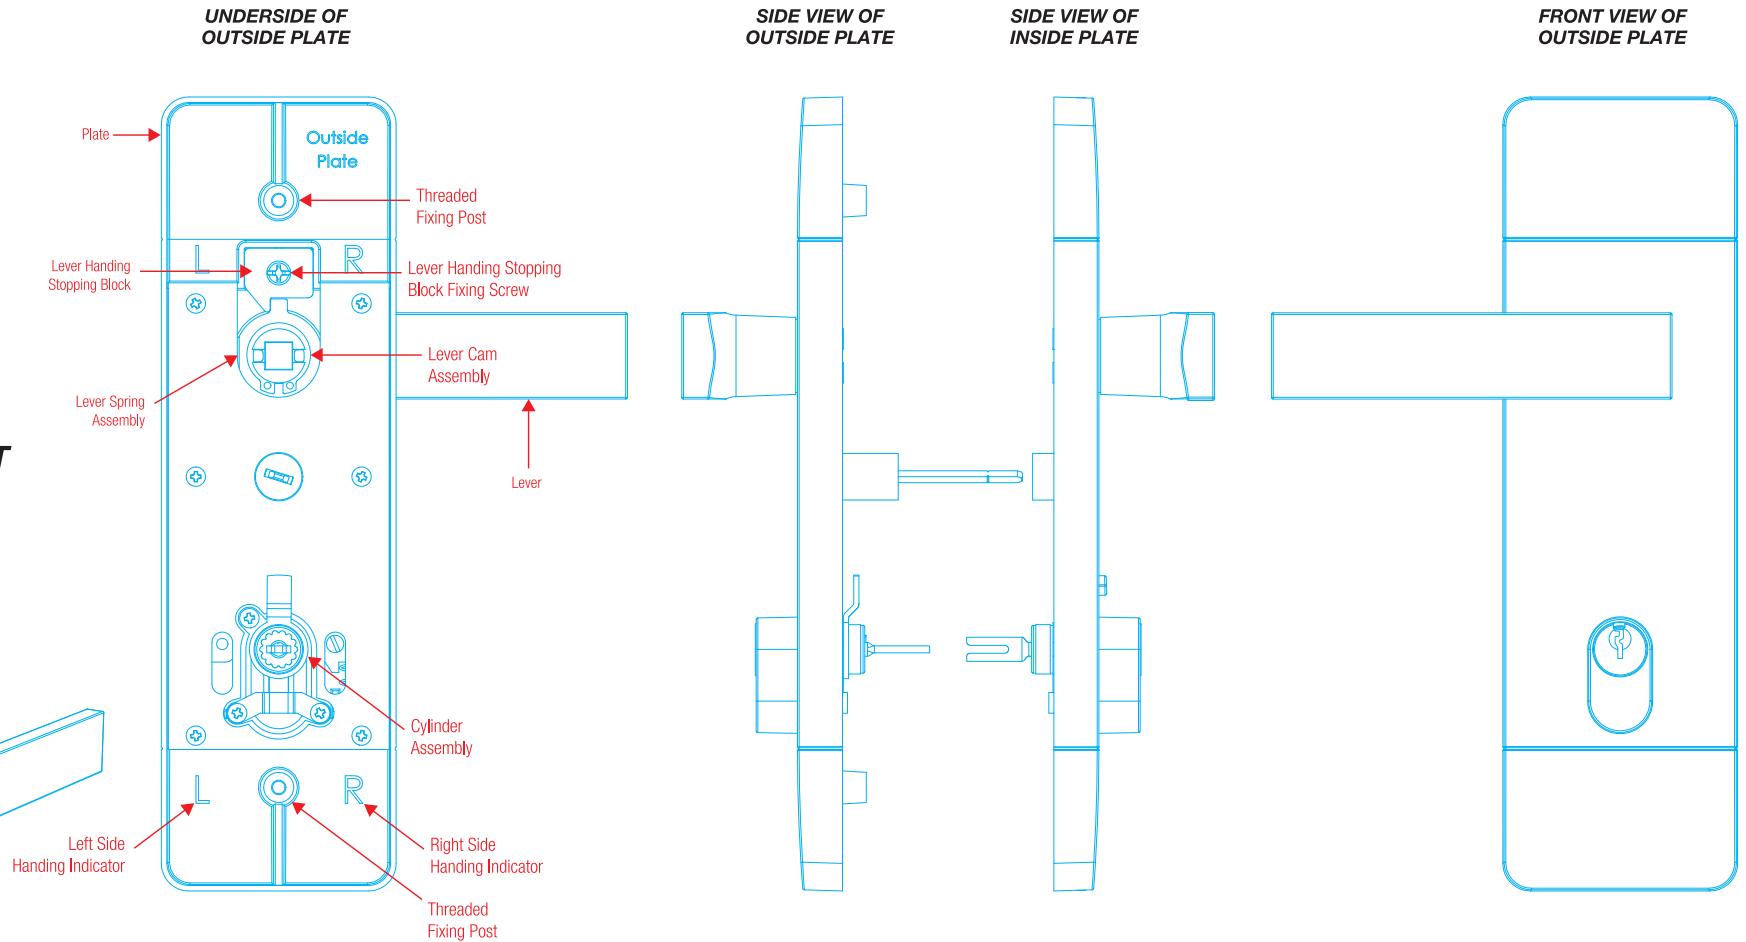 UNDERSIDE OF
OUTSIDE PLATE
SIDE VIEW OF
OUTSIDE PLATE
SIDE VIEW OF
INSIDE PLATE
FRONT VIEW OF
OUTSIDE PLATE
Plate
Outside
Plate
Threaded
Fixing Post
L
R
Lever Handing
Stopping Block
Lever Handing Stopping
Block Fixing Screw
Lever Cam
Assembly
Lever Spring
Assembly
T
Lever
Cylinder
Assembly
L
R
Left Side
Handing Indicator
Right Side
Handing Indicator
Threaded
Fixing Post